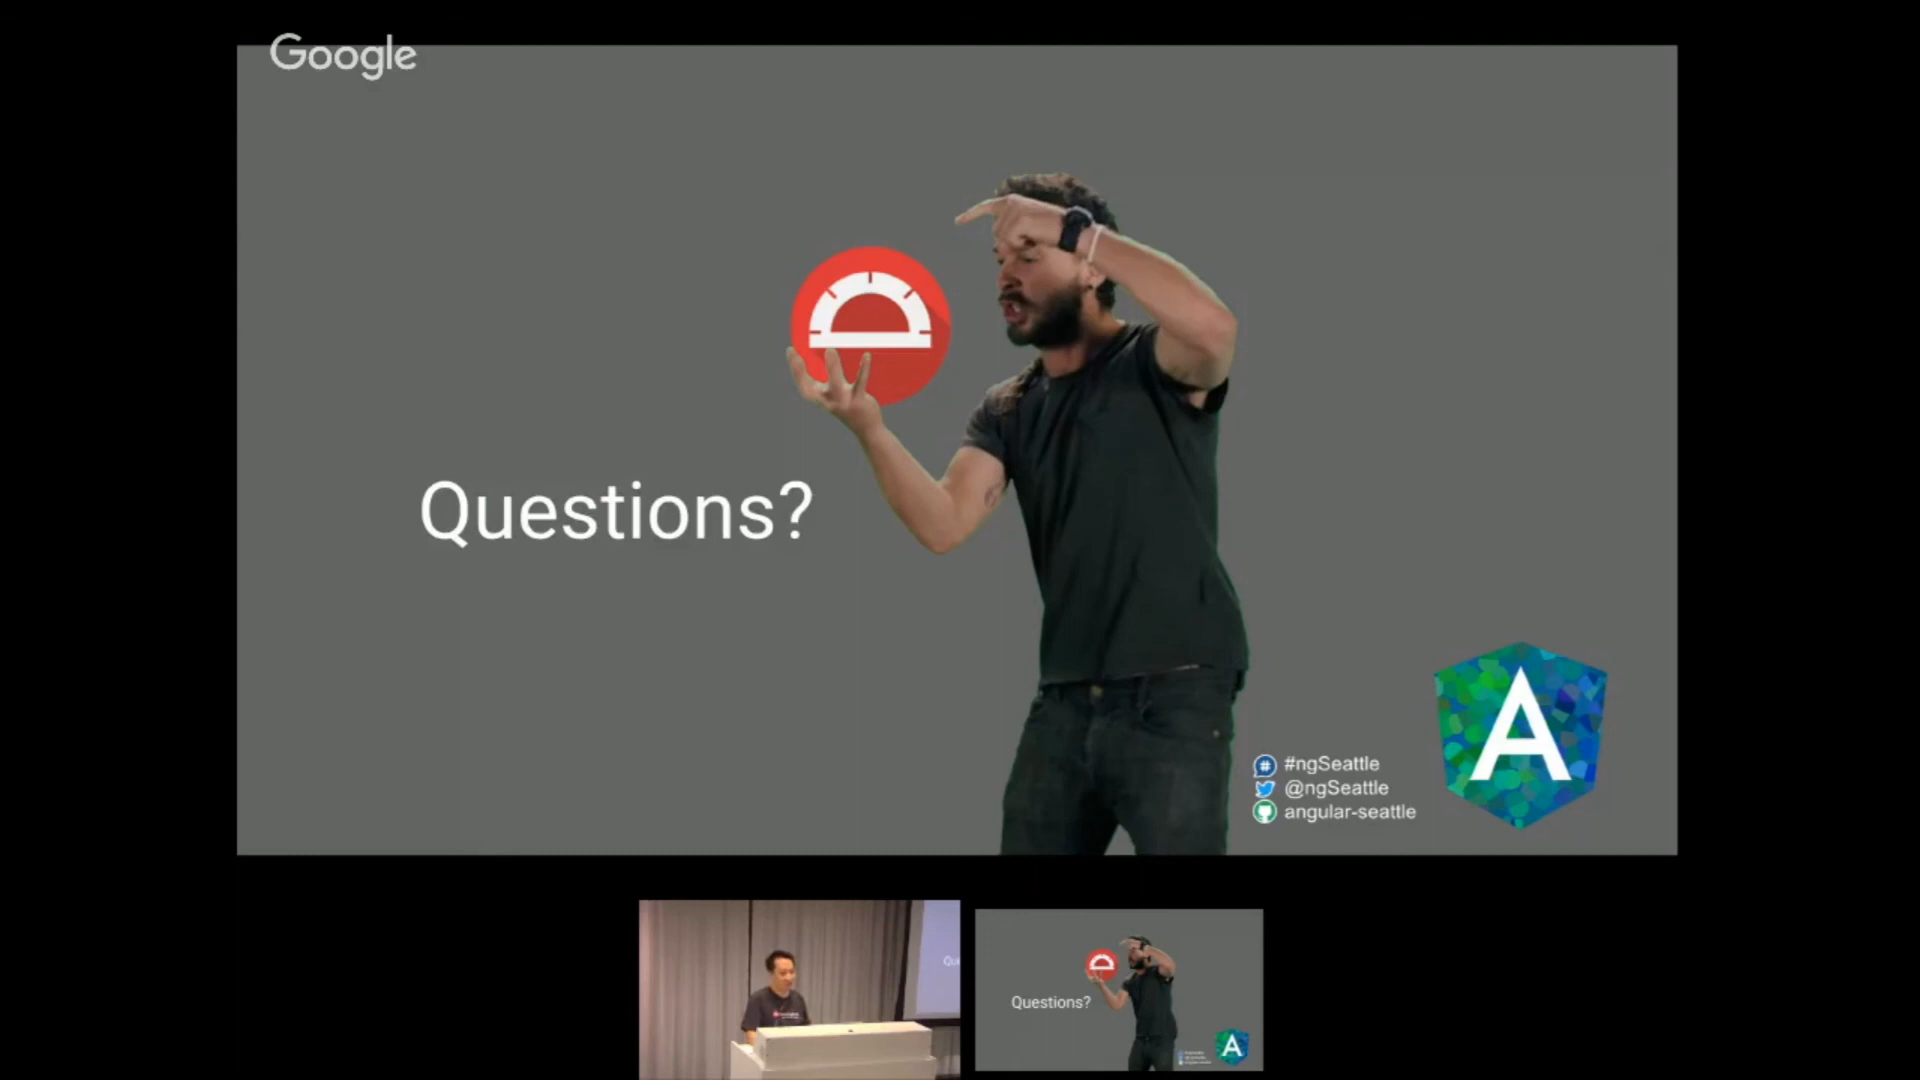 Google
Questions?
#ngSeattle
@ngSeattle
angular-seattle
A
Questions?
A